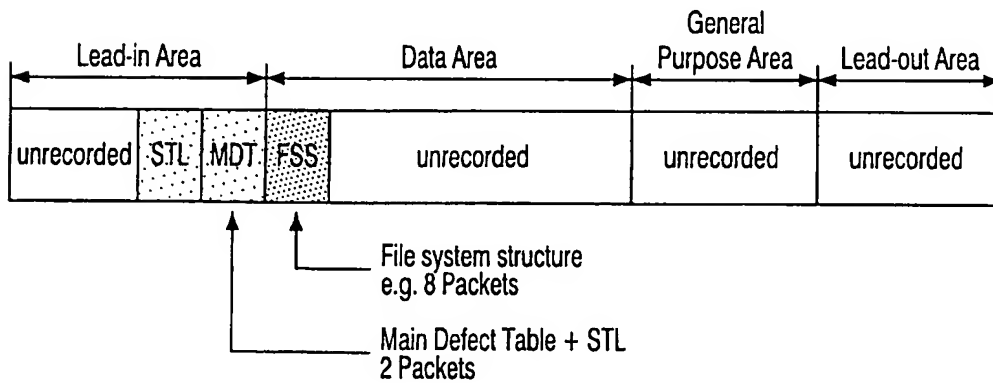 General
Lead-in Area Data Area Purpose Area Lead-out Area
unrecorded STL MDT FSS unrecorded unrecorded unrecorded
File system structure
e.g. 8 Packets
Main Defect Table + STL
2 Packets